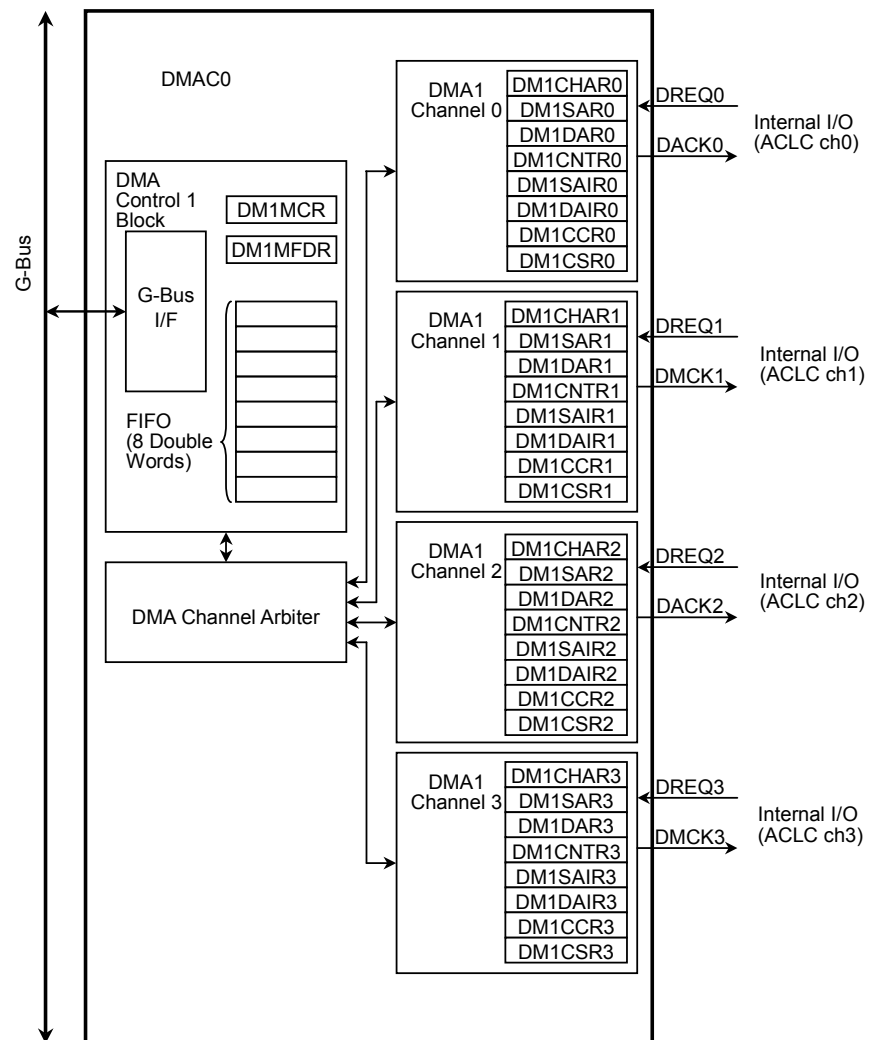 DMAC0
G-Bus
DMA
Control 1
Block
DM1MCR
DM1MFDR
G-Bus
I/F
FIFO
(8 Double
Words)
DMA Channel Arbiter
DMA1
Channel 0
DM1CHAR0
DM1SAR0
DM1DAR0
DM1CNTR0
DM1SAIR0
DM1DAIR0
DM1CCR0
DM1CSR0
DREQ0
DACK0
Internal I/O
(ACLC ch0)
DMA1
Channel 1
DM1CHAR1
DM1SAR1
DM1DAR1
DM1CNTR1
DM1SAIR1
DM1DAIR1
DM1CCR1
DM1CSR1
DREQ1
DMCK1
Internal I/O
(ACLC ch1)
DMA1
Channel 2
DM1CHAR2
DM1SAR2
DM1DAR2
DM1CNTR2
DM1SAIR2
DM1DAIR2
DM1CCR2
DM1CSR2
DREQ2
DACK2
Internal I/O
(ACLC ch2)
DMA1
Channel 3
DM1CHAR3
DM1SAR3
DM1DAR3
DM1CNTR3
DM1SAIR3
DM1DAIR3
DM1CCR3
DM1CSR3
DREQ3
DMCK3
Internal I/O
(ACLC ch3)